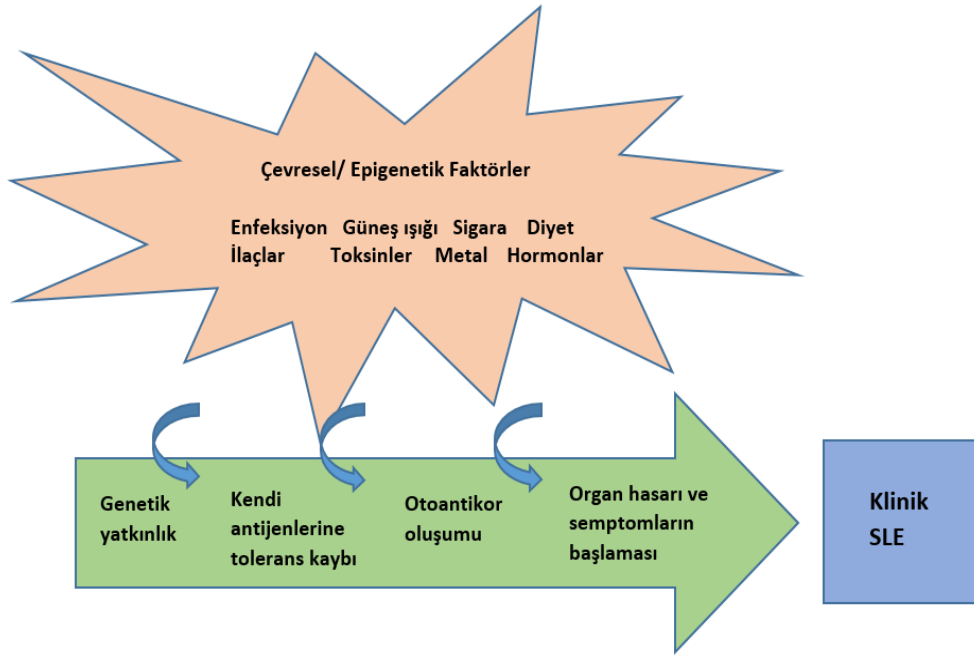 Çevresel/ Epigenetik Faktörler
Enfeksiyon Güneş ışığı Sigara Diyet
İlaçlar Toksinler Metal Hormonlar
Genetik
yatkınlık
Kendi
antijenlerine
tolerans kaybı
Otoantikor
oluşumu
Organ hasarı ve
semptomların
başlaması
Klinik
SLE